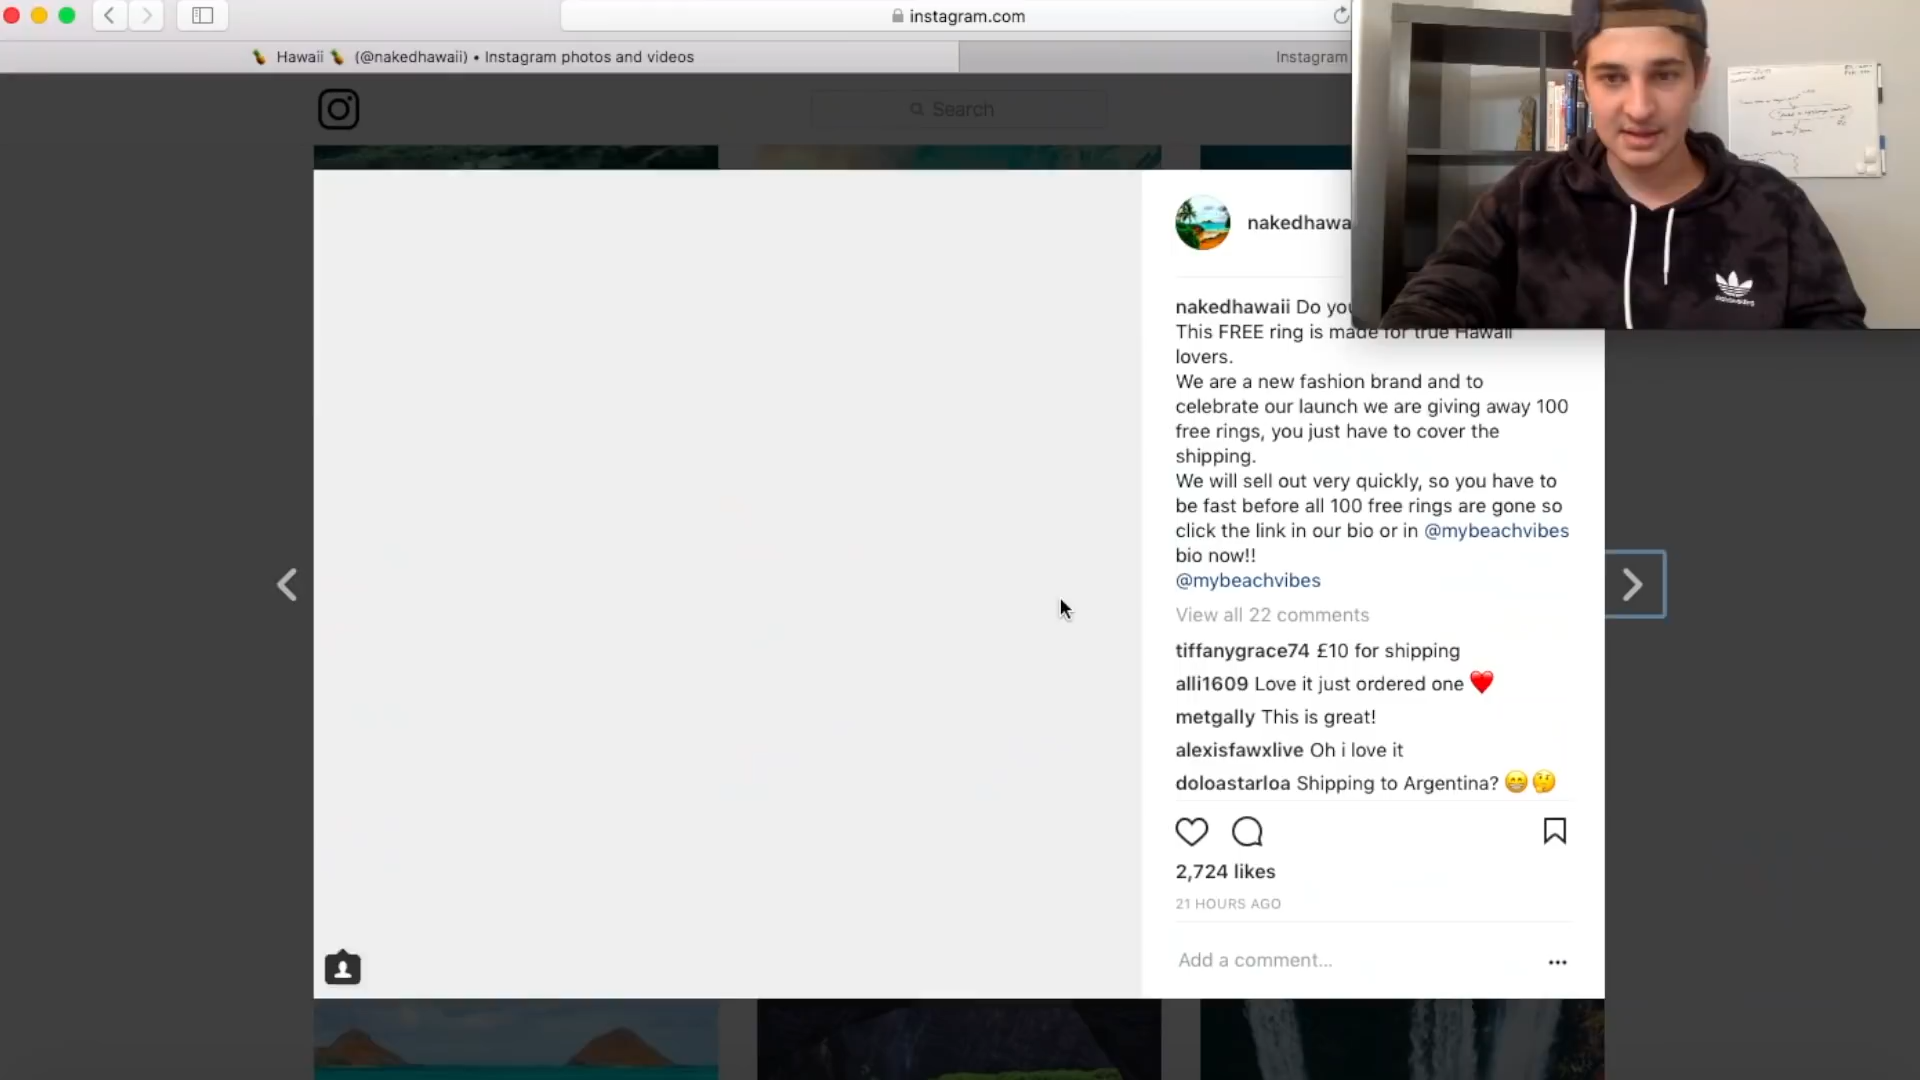 instagram.com
Hawaii (@nakedhawaii) • Instagram photos and videos
Instagram
Search
nakedhawa
nakedhawaii Do you
This FREE ring is made for true Hawaii
lovers.
We are a new fashion brand and to
celebrate our launch we are giving away 100
free rings, you just have to cover the
shipping.
We will sell out very quickly, so you have to
be fast before all 100 free rings are gone so
click the link in our bio or in @mybeachvibes
bio now!!
@mybeachvibes
View all 22 comments
tiffanygrace74 £10 for shipping
alli1609 Love it just ordered one ❤️
metgally This is great!
alexisfawxlive Oh i love it
doloastarloa Shipping to Argentina? 😁🤔
2,724 likes
21 HOURS AGO
Add a comment...